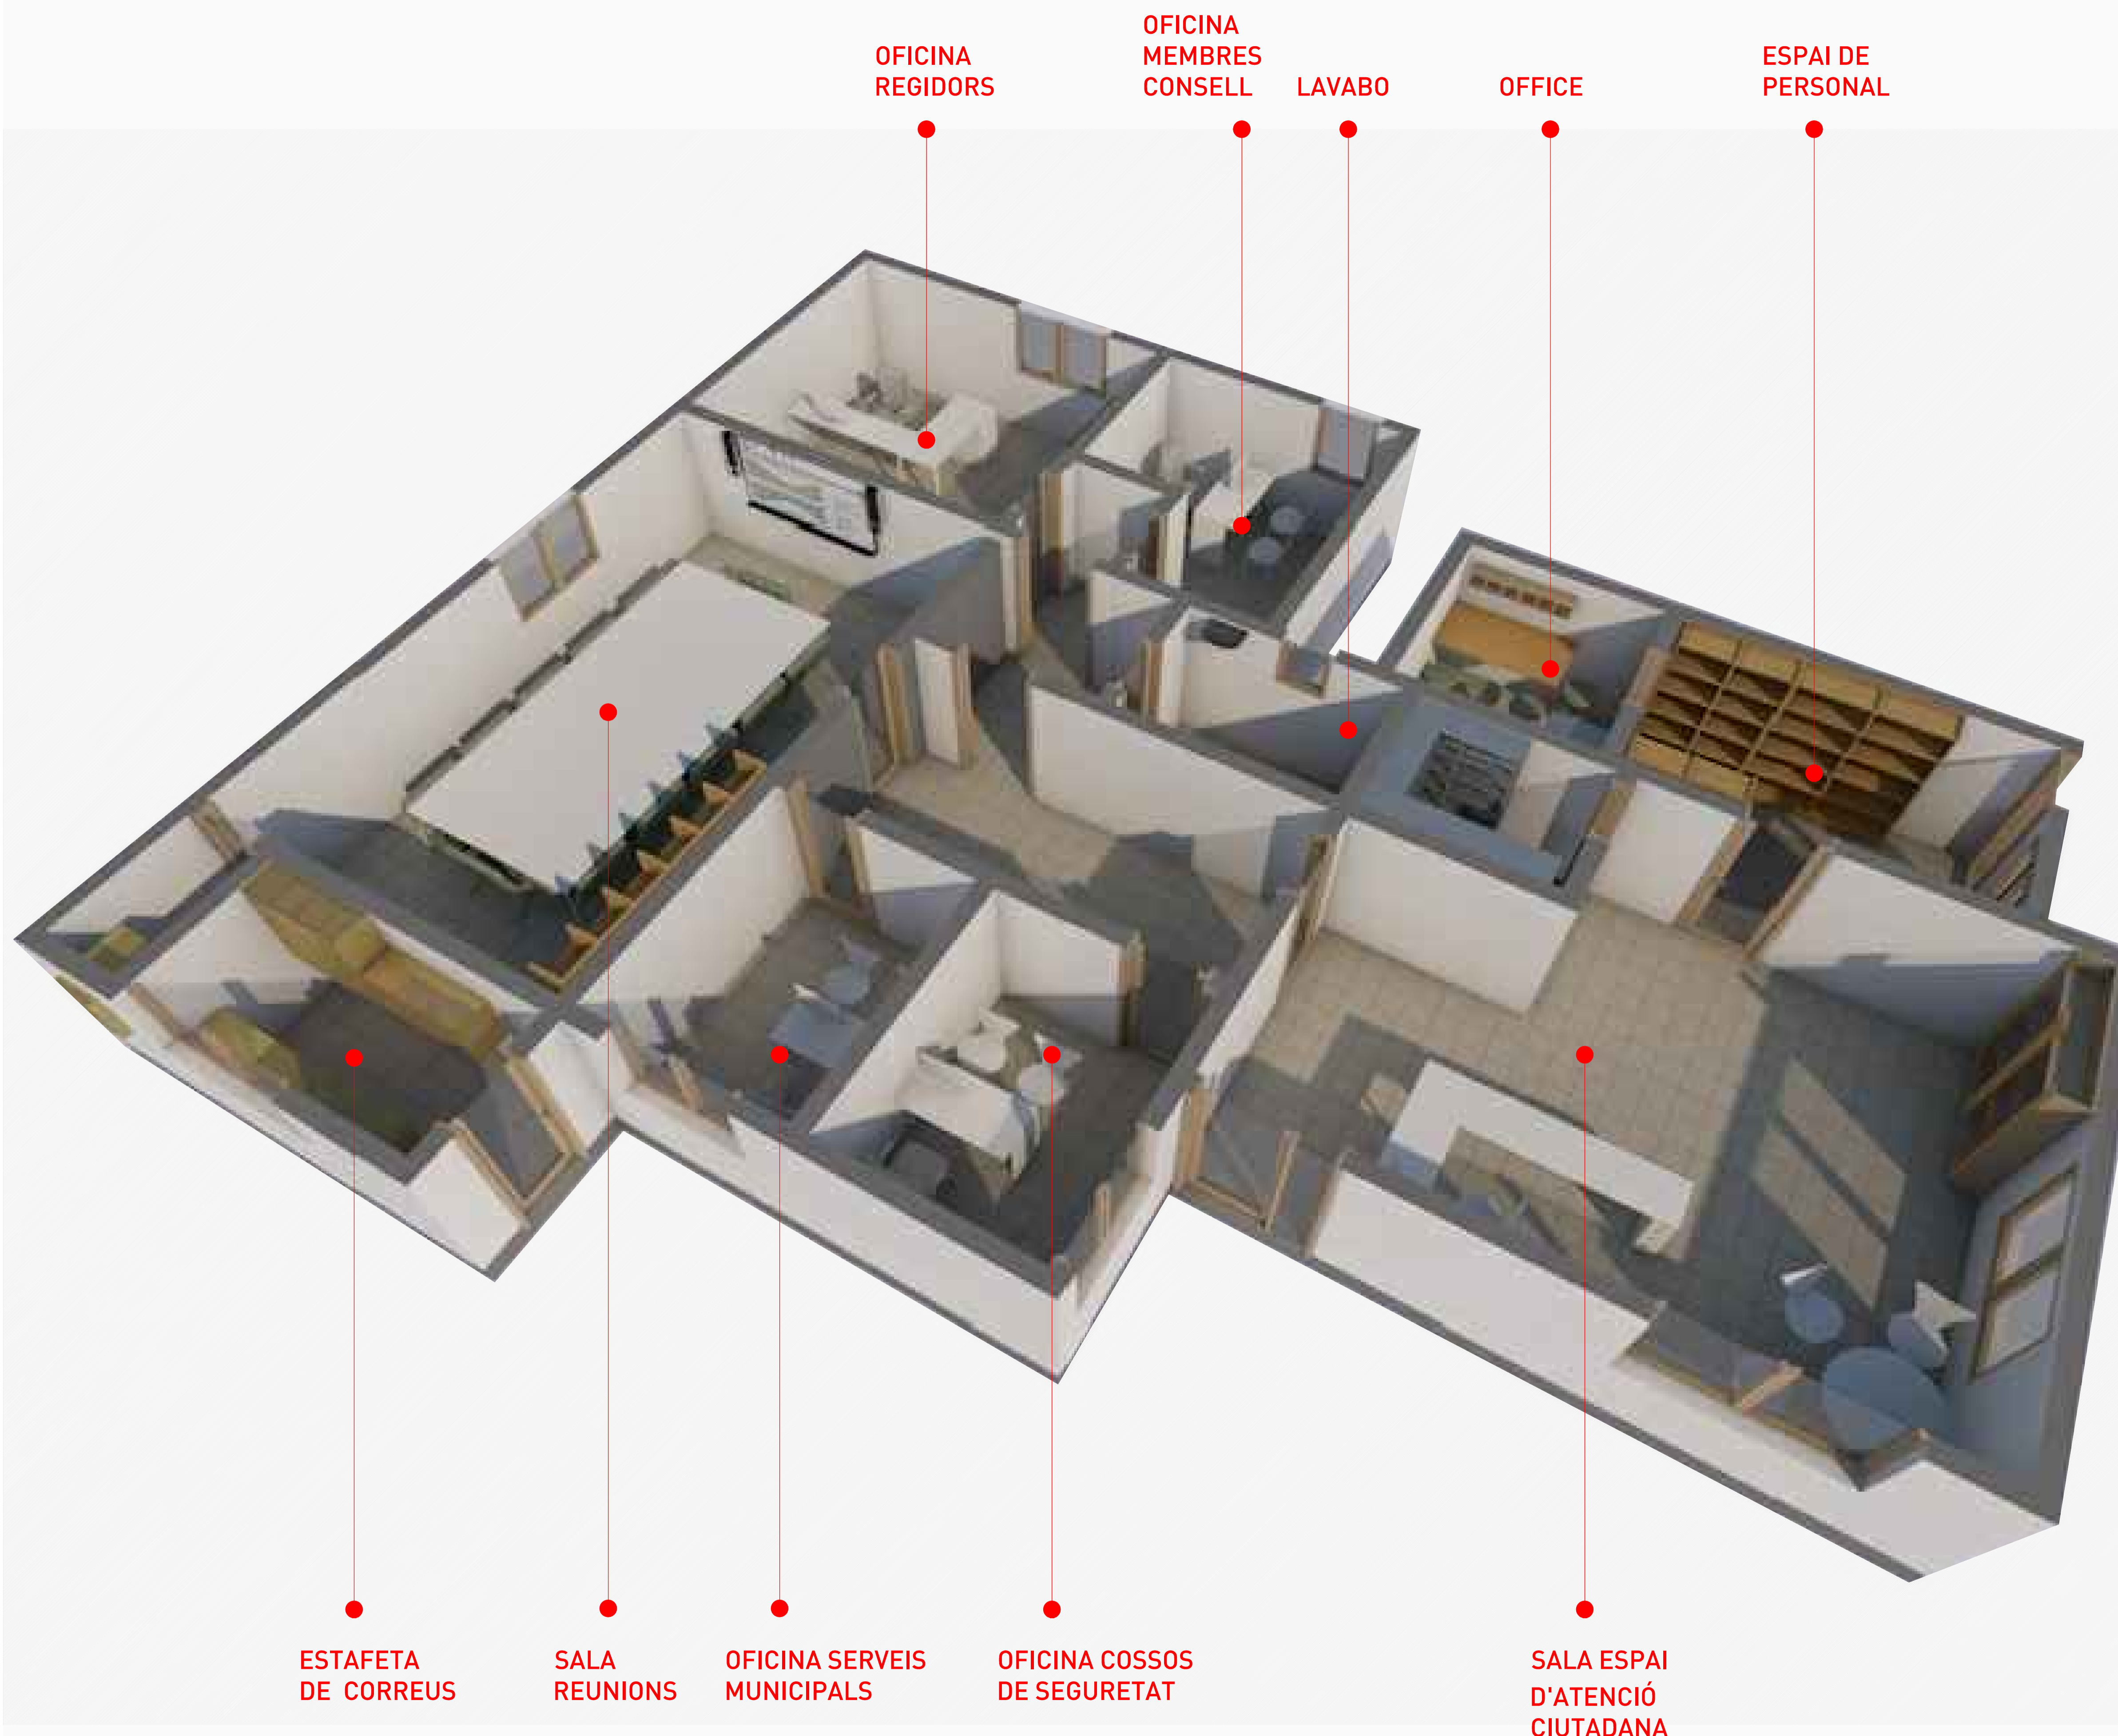 OFICINA
REGIDORS
OFICINA
MEMBRES
CONSELL
LAVABO
OFFICE
ESPAI DE
PERSONAL
ESTAFETA
DE CORREUS
SALA
REUNIONS
OFICINA SERVEIS
MUNICIPALS
OFICINA COSSOS
DE SEGURETAT
SALA ESPAI
D'ATENCIÓ
CIUTADANA